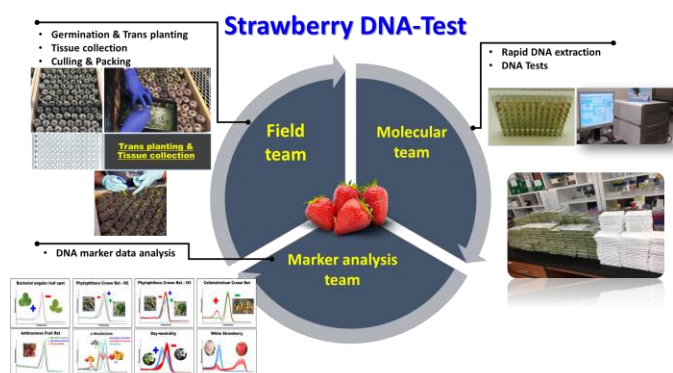 Strawberry DNA-Test
• Germination & Trans planting
• Tissue collection
• Culling & Packing
• Rapid DNA extraction
• DNA Tests
Field
team
Molecular
team
Trans planting &
Tissue collection
Marker analysis
team
• DNA marker data analysis
Bacterial angular leaf spot
Phytophthora Crown Rot - H2
Phytophthora Crown Rot - H3
Colletotrichum Crown Rot
Anthracnose Fruit Rot
γ-decalactone
Day-neutrality
White Strawberry